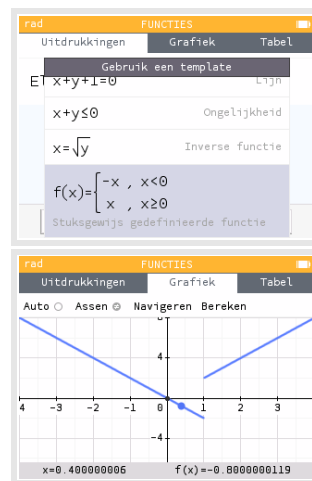 rad FUNCTIES
Uitdrukkingen Grafiek Tabel
Gebruik een template
x+y+1=0 Lijn
x+y≤0 Ongelijkheid
x=√y Inverse functie
f(x)={-x , x<0
x , x≥0
Stuksgewijs gedefinieerde functie
rad FUNCTIES
Uitdrukkingen Grafiek Tabel
Auto Assen Navigeren Bereken
4
4 -3 -2 -1 0 1 2 3
-4
x=0.400000006 f(x)=-0.8000000119